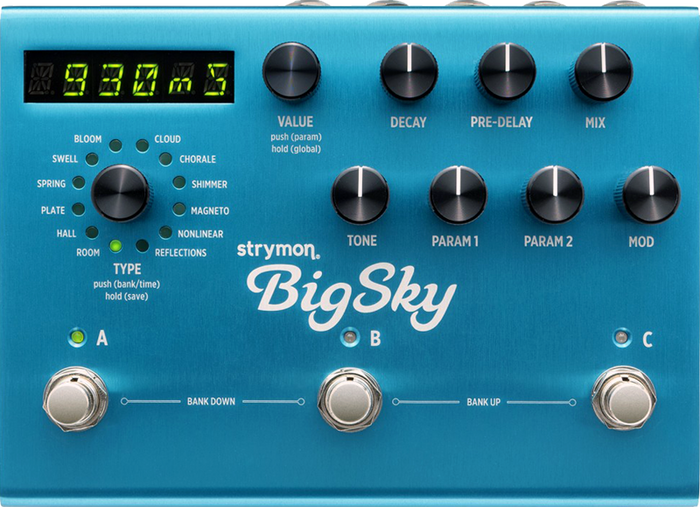 930mS
VALUE
push (param)
hold (global)
DECAY
PRE-DELAY
MIX
BLOOM
CLOUD
SWELL
CHORALE
SPRING
SHIMMER
PLATE
MAGNETO
HALL
NONLINEAR
ROOM
REFLECTIONS
TYPE
push (bank/time)
hold (save)
TONE
PARAM 1
PARAM 2
MOD
strymon®
BigSky
A
B
C
BANK DOWN
BANK UP